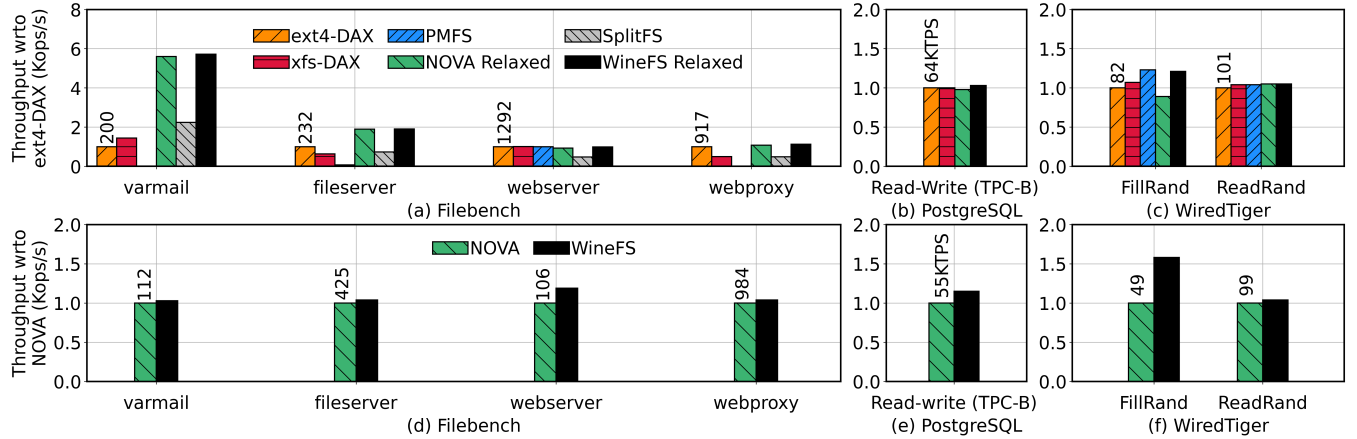 Throughput wrto
ext4-DAX (Kops/s)
8
6
4
2
0
ext4-DAX PMFS SplitFS
xfs-DAX NOVA Relaxed WineFS Relaxed
200
232
1292
917
varmail fileserver webserver webproxy
(a) Filebench
2.0
1.5
1.0
0.5
0.0
64KTPS
Read-Write (TPC-B)
(b) PostgreSQL
2.0
1.5
1.0
0.5
0.0
82
101
FillRand ReadRand
(c) WiredTiger
Throughput wrto
NOVA (Kops/s)
2.0
1.5
1.0
0.5
0.0
NOVA WineFS
112
425
106
984
varmail fileserver webserver webproxy
(d) Filebench
2.0
1.5
1.0
0.5
0.0
55KTPS
Read-write (TPC-B)
(e) PostgreSQL
2.0
1.5
1.0
0.5
0.0
49
99
FillRand ReadRand
(f) WiredTiger